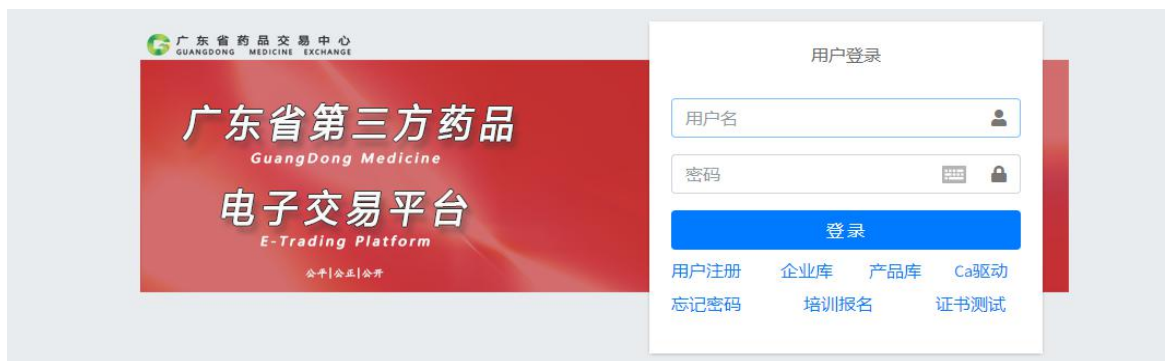 广东省药品交易中心
GUANGDONG MEDICINE EXCHANGE
广东省第三方药品
GuangDong Medicine
电子交易平台
E-Trading Platform
公平|公正|公开
用户登录
用户名
密码
登录
用户注册 企业库 产品库 Ca驱动
忘记密码 培训报名 证书测试